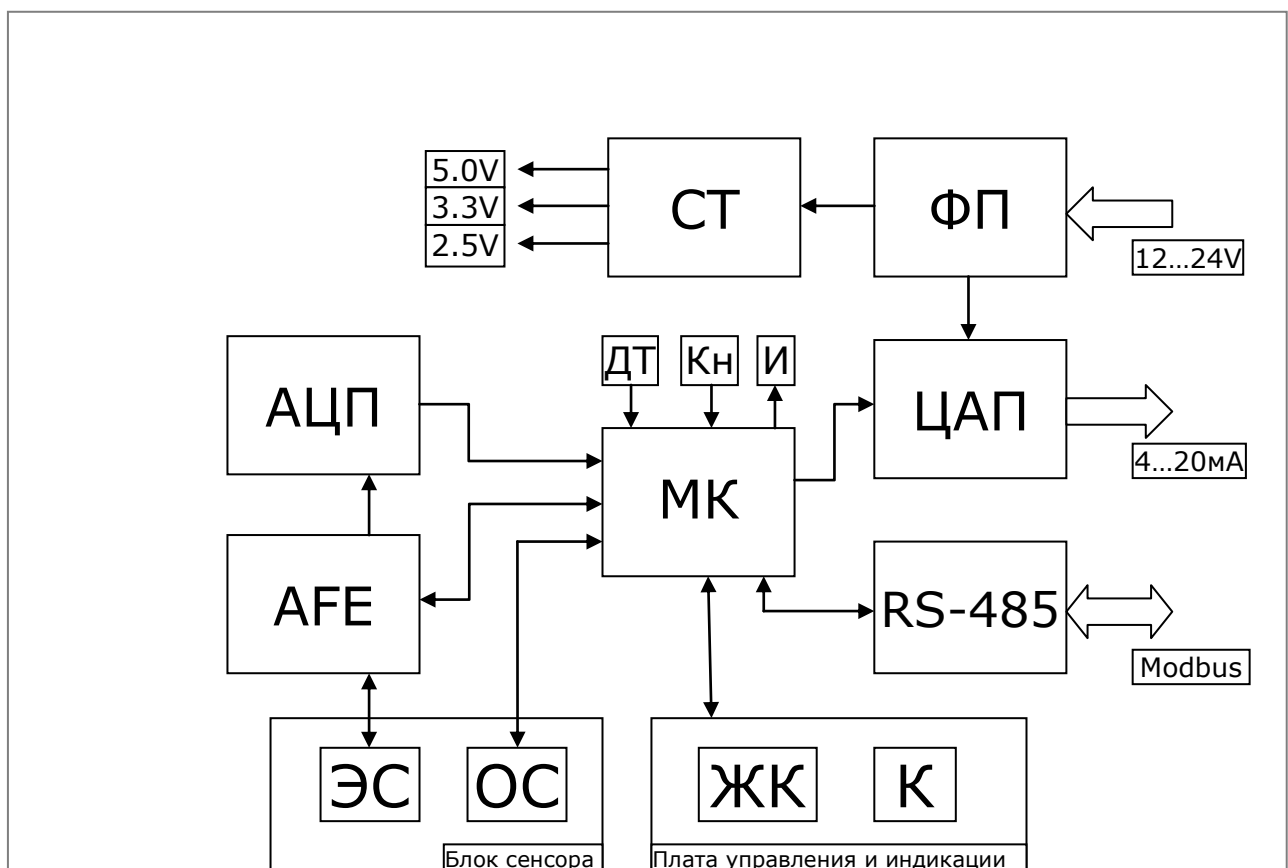 5.0V
3.3V
2.5V
СТ
ФП
12...24V
АЦП
ДТ
Кн
И
ЦАП
4...20мА
МК
AFE
RS-485
Modbus
ЭС
ОС
ЖК
К
Блок сенсора
Плата управления и индикации